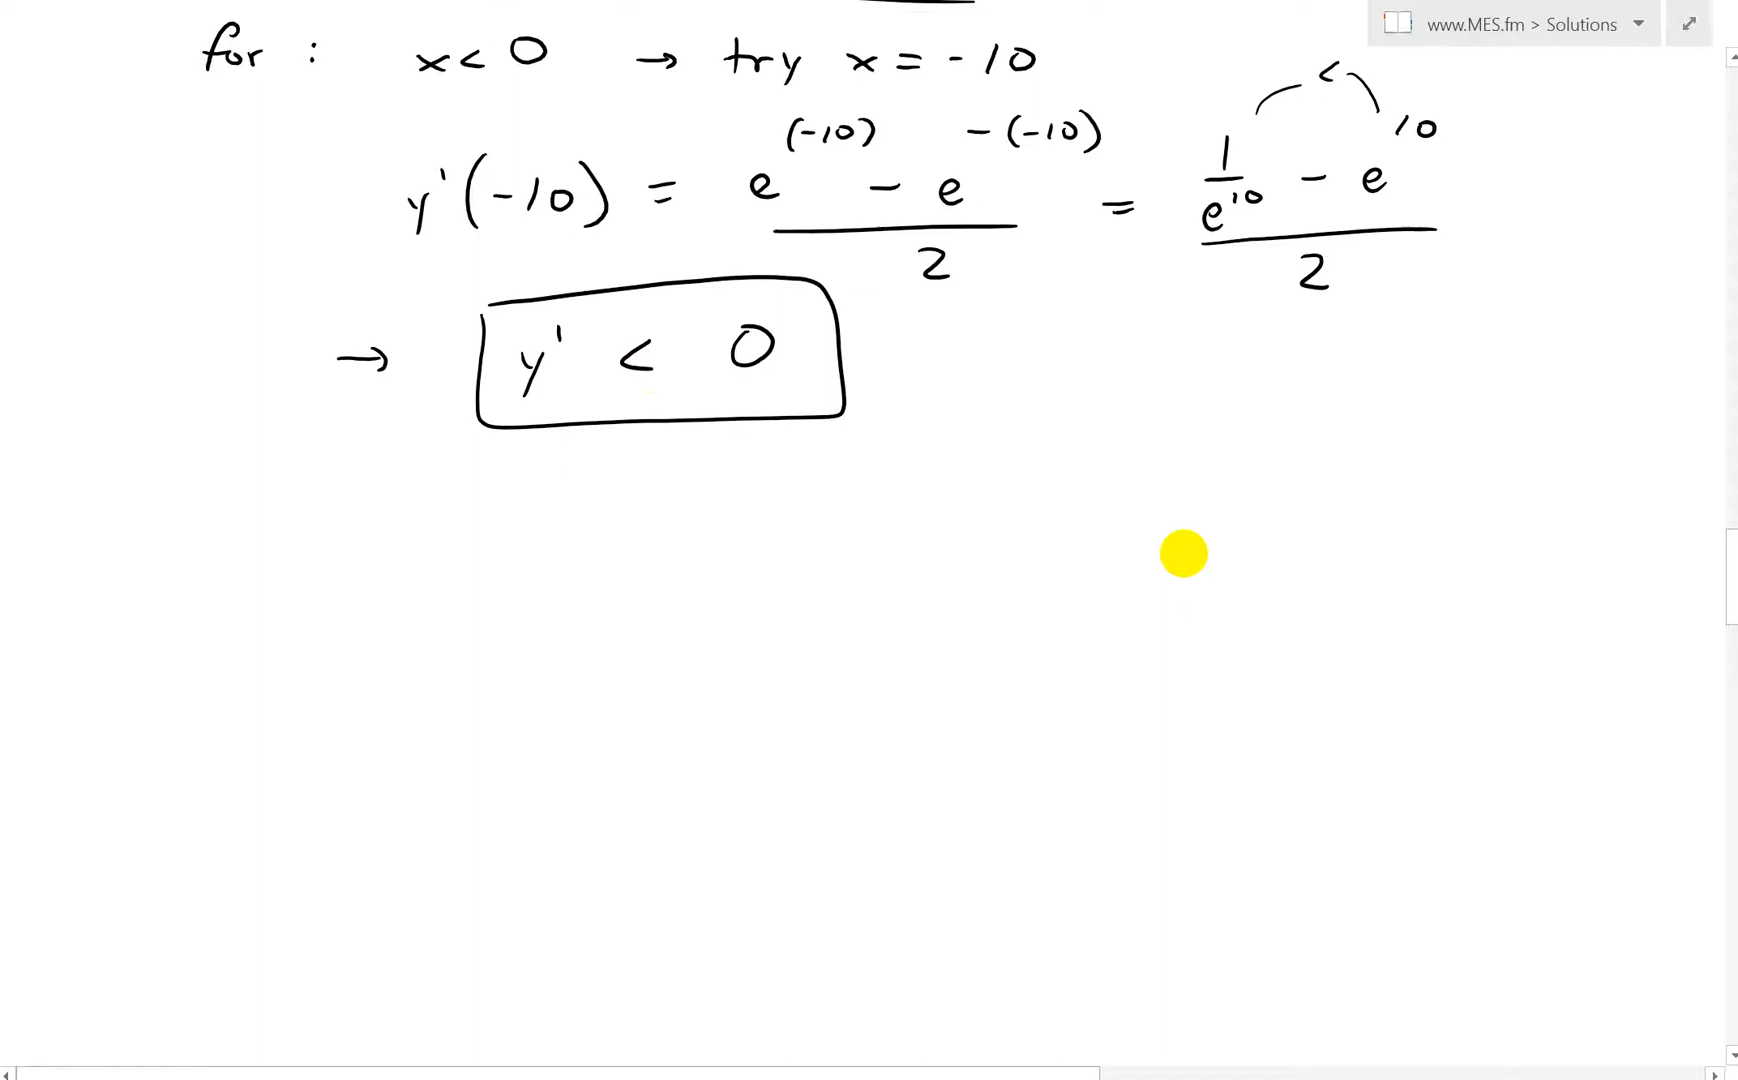 www.MES.fm > Solutions
for : x < 0 → try x = -10
<
y'(-10) = e^(-10) - e^-(-10) / 2 = 1/e^10 - e^10 / 2
→ y' < 0